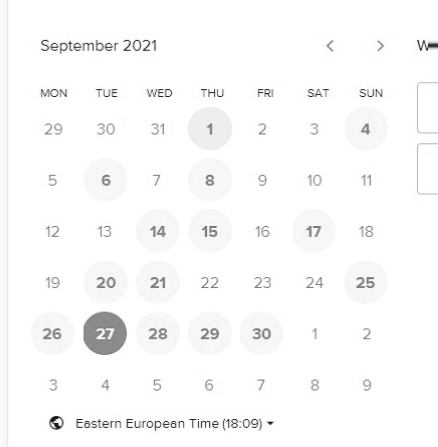 September 2021
MON TUE WED THU FRI SAT SUN
29 30 31 1 2 3 4
5 6 7 8 9 10 11
12 13 14 15 16 17 18
19 20 21 22 23 24 25
26 27 28 29 30 1 2
3 4 5 6 7 8 9
Eastern European Time (18:09)